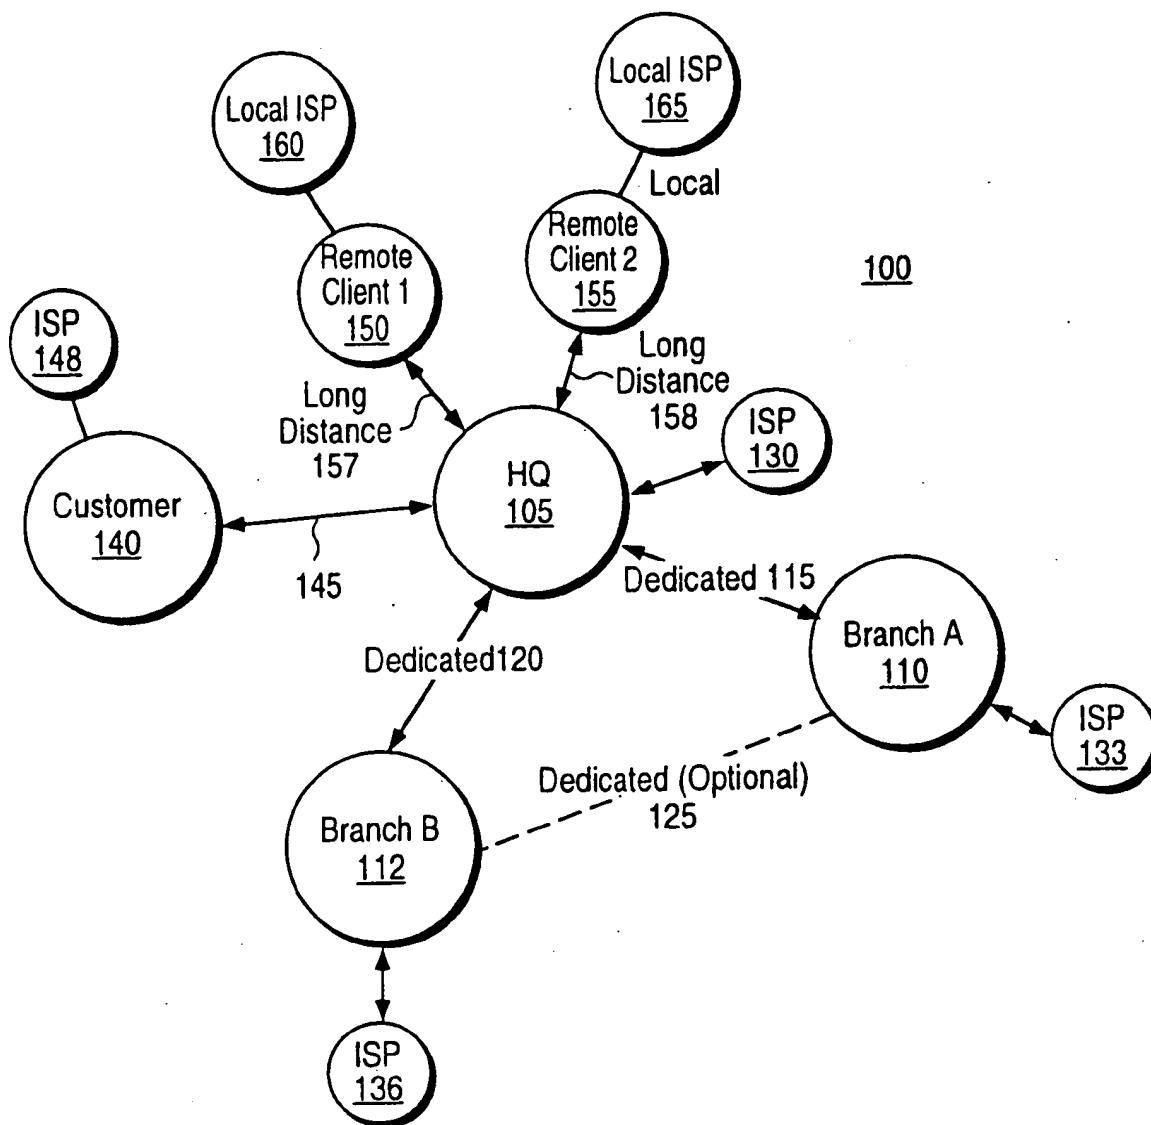 Local ISP
165
Local ISP
160
Local
Remote
Client 2
155
Remote
Client 1
150
100
ISP
148
Long
Distance
158
Long
Distance
157
ISP
130
HQ
105
Customer
140
145
Dedicated 115
Branch A
110
Dedicated120
ISP
133
Dedicated (Optional)
125
Branch B
112
ISP
136